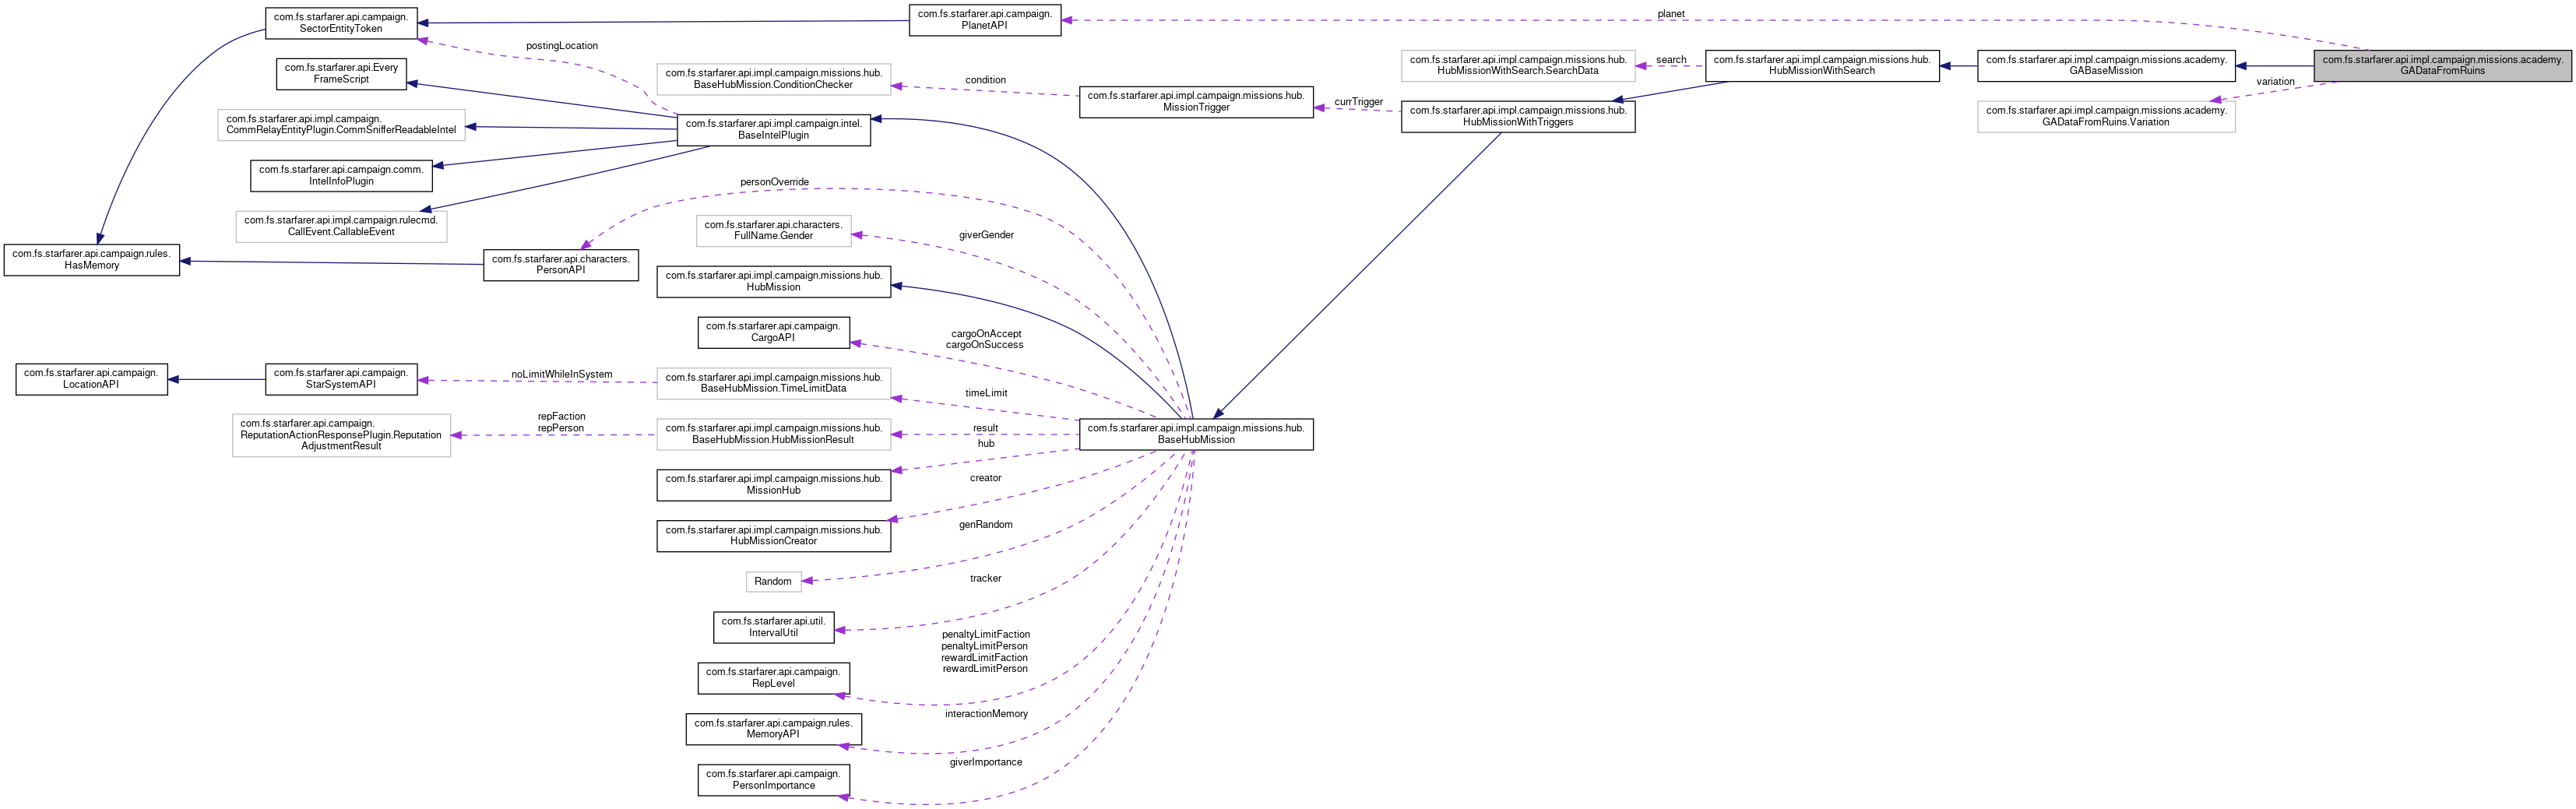 com.fs.starfarer.api.campaign.
SectorEntityToken
com.fs.starfarer.api.campaign.
PlanetAPI
planet
postingLocation
com.fs.starfarer.api.Every
FrameScript
com.fs.starfarer.api.impl.campaign.missions.hub.
BaseHubMission.ConditionChecker
condition
com.fs.starfarer.api.impl.campaign.missions.hub.
MissionTrigger
currTrigger
com.fs.starfarer.api.impl.campaign.missions.hub.
HubMissionWithSearch.SearchData
search
com.fs.starfarer.api.impl.campaign.missions.hub.
HubMissionWithSearch
com.fs.starfarer.api.impl.campaign.missions.academy.
GABaseMission
com.fs.starfarer.api.impl.campaign.missions.academy.
GADataFromRuins
variation
com.fs.starfarer.api.impl.campaign.missions.hub.
HubMissionWithTriggers
com.fs.starfarer.api.impl.campaign.missions.academy.
GADataFromRuins.Variation
com.fs.starfarer.api.impl.campaign.
CommRelayEntityPlugin.CommSnifferReadableIntel
com.fs.starfarer.api.impl.campaign.intel.
BaseIntelPlugin
com.fs.starfarer.api.campaign.comm.
IntelInfoPlugin
personOverride
com.fs.starfarer.api.impl.campaign.rulecmd.
CallEvent.CallableEvent
com.fs.starfarer.api.characters.
FullName.Gender
giverGender
com.fs.starfarer.api.campaign.rules.
HasMemory
com.fs.starfarer.api.characters.
PersonAPI
com.fs.starfarer.api.impl.campaign.missions.hub.
HubMission
com.fs.starfarer.api.campaign.
CargoAPI
cargoOnAccept
cargoOnSuccess
com.fs.starfarer.api.campaign.
LocationAPI
com.fs.starfarer.api.campaign.
StarSystemAPI
noLimitWhileInSystem
com.fs.starfarer.api.impl.campaign.missions.hub.
BaseHubMission.TimeLimitData
timeLimit
com.fs.starfarer.api.campaign.
ReputationActionResponsePlugin.Reputation
AdjustmentResult
repFaction
repPerson
com.fs.starfarer.api.impl.campaign.missions.hub.
BaseHubMission.HubMissionResult
result
hub
com.fs.starfarer.api.impl.campaign.missions.hub.
BaseHubMission
com.fs.starfarer.api.impl.campaign.missions.hub.
MissionHub
creator
com.fs.starfarer.api.impl.campaign.missions.hub.
HubMissionCreator
genRandom
Random
tracker
com.fs.starfarer.api.util.
IntervalUtil
penaltyLimitFaction
penaltyLimitPerson
rewardLimitFaction
rewardLimitPerson
com.fs.starfarer.api.campaign.
RepLevel
interactionMemory
com.fs.starfarer.api.campaign.rules.
MemoryAPI
giverImportance
com.fs.starfarer.api.campaign.
PersonImportance